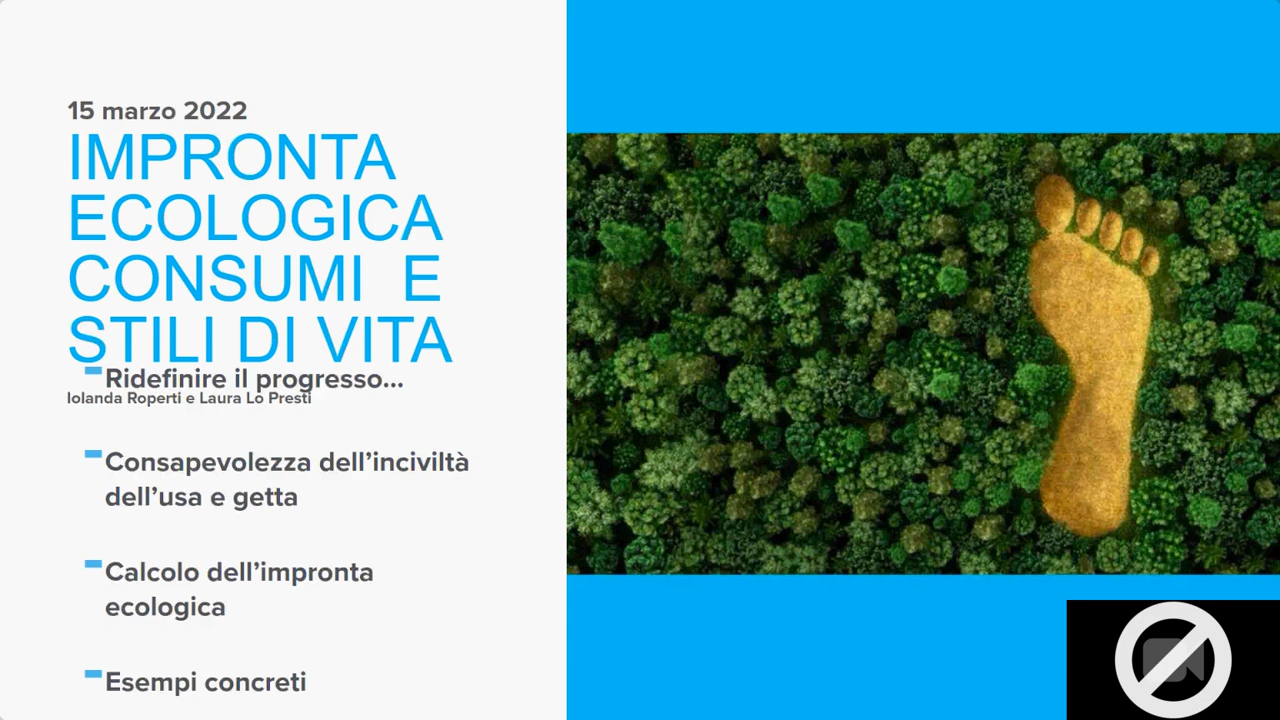 15 marzo 2022
IMPRONTA
ECOLOGICA
CONSUMI E
STILI DI VITA
Ridefinire il progresso...
Iolanda Roperti e Laura Lo Presti
Consapevolezza dell'inciviltà
dell'usa e getta
Calcolo dell'impronta
ecologica
Esempi concreti